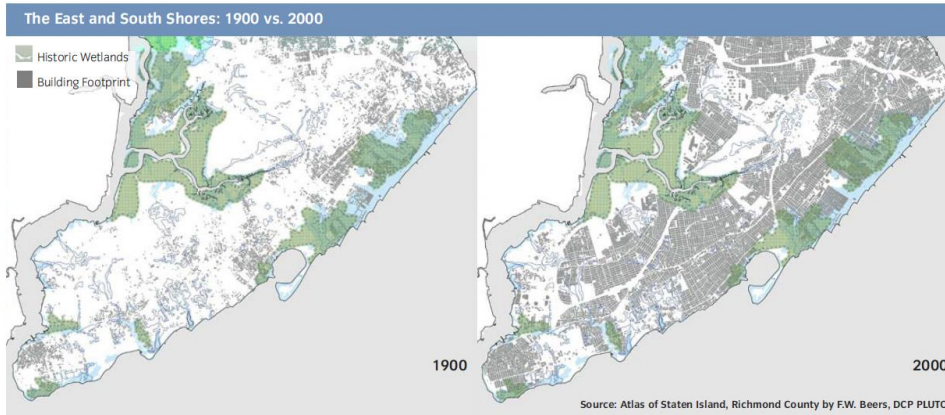 The East and South Shores: 1900 vs. 2000
Historic Wetlands
Building Footprint
1900
2000
Source: Atlas of Staten Island, Richmond County by F.W. Beers, DCP PLUTO